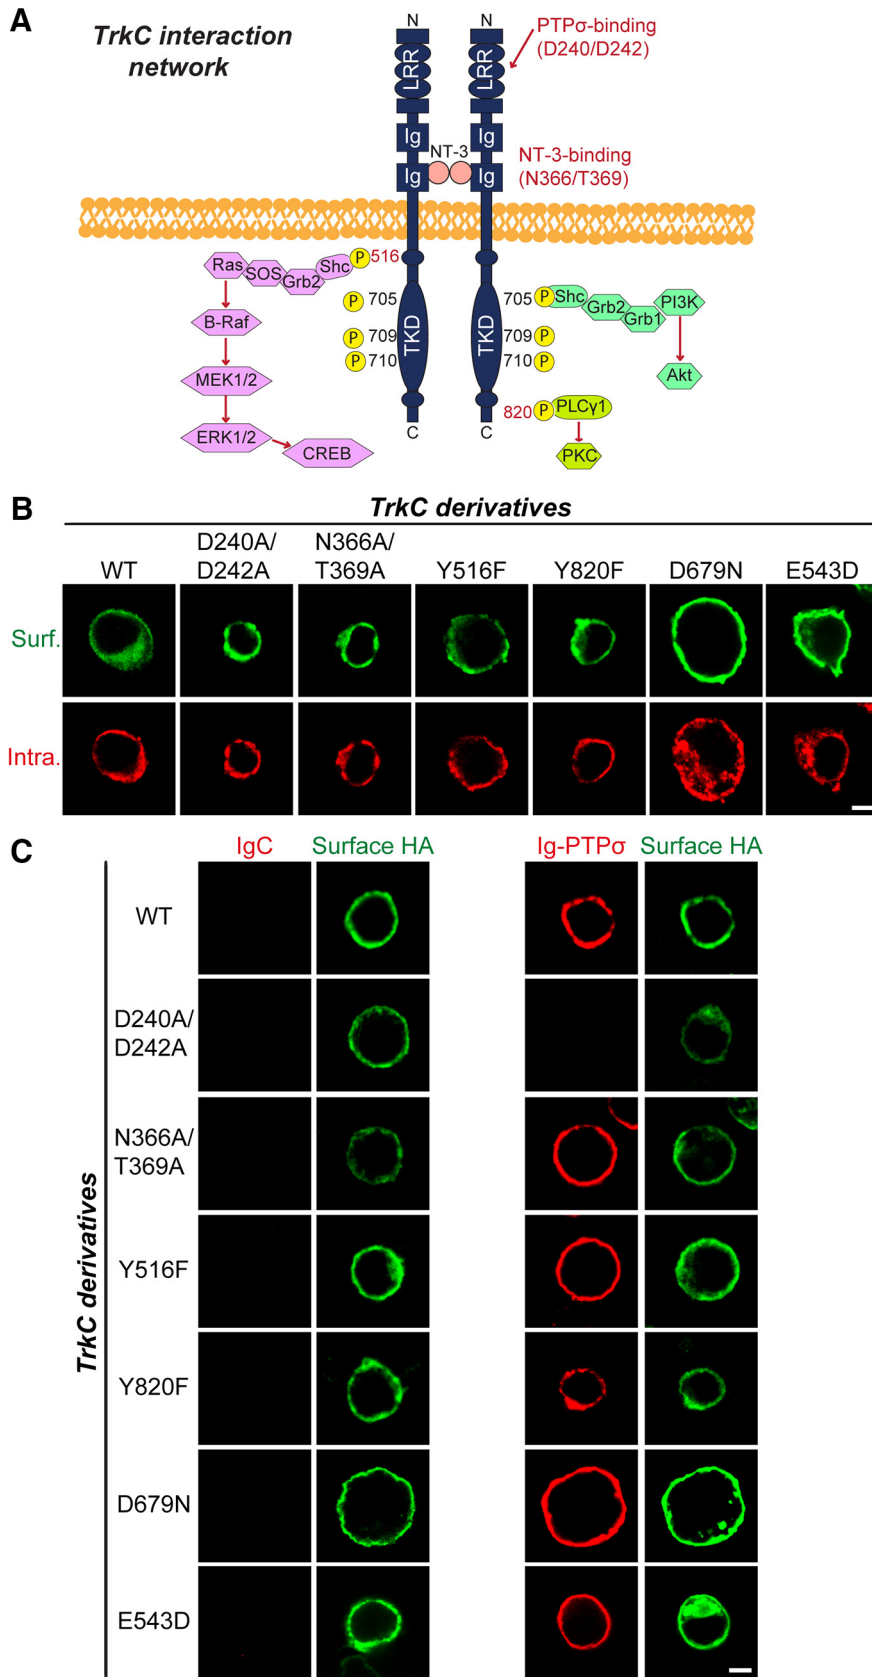 A
TrkC interaction
network
N N
LRR LRR
PTPσ-binding
(D240/D242)
Ig Ig
NT-3
Ig Ig
NT-3-binding
(N366/T369)
Ras SOS Grb2 Shc P 516
P 705
B-Raf
P 709
P 710
TKD TKD
MEK1/2
ERK1/2
CREB
705 P Shc Grb2 Grb1 PI3K
709 P
710 P
Akt
820 P PLCγ1
PKC
C C
B
TrkC derivatives
WT D240A/ D242A N366A/ T369A Y516F Y820F D679N E543D
Surf.
Intra.
C
IgC Surface HA Ig-PTPσ Surface HA
TrkC derivatives
WT
D240A/
D242A
N366A/
T369A
Y516F
Y820F
D679N
E543D